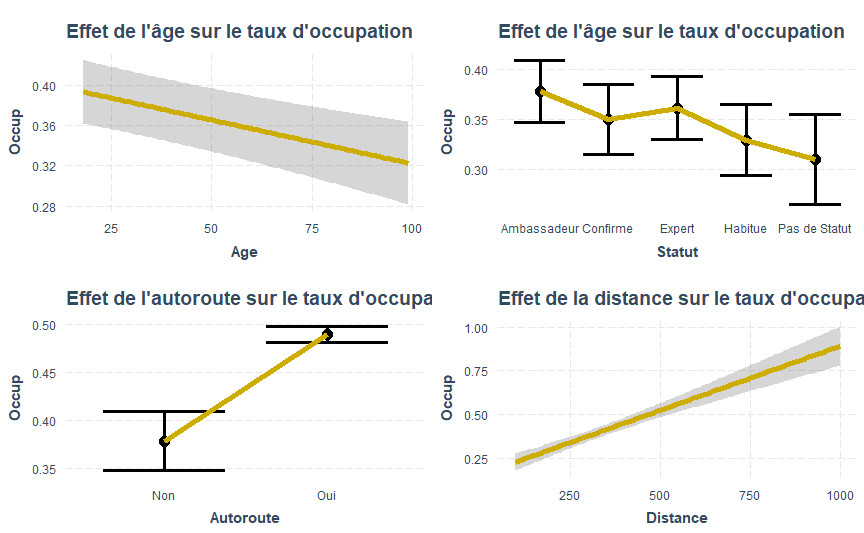 Effet de l'âge sur le taux d'occupation
Occup
0.40
0.36
0.32
0.28
25 50 75 100
Age
Effet de l'âge sur le taux d'occupation
Occup
0.40
0.35
0.30
Ambassadeur Confirme Expert Habitue Pas de Statut
Statut
Effet de l'autoroute sur le taux d'occupa
Occup
0.50
0.45
0.40
0.35
Non Oui
Autoroute
Effet de la distance sur le taux d'occupa
Occup
1.00
0.75
0.50
0.25
250 500 750 1000
Distance